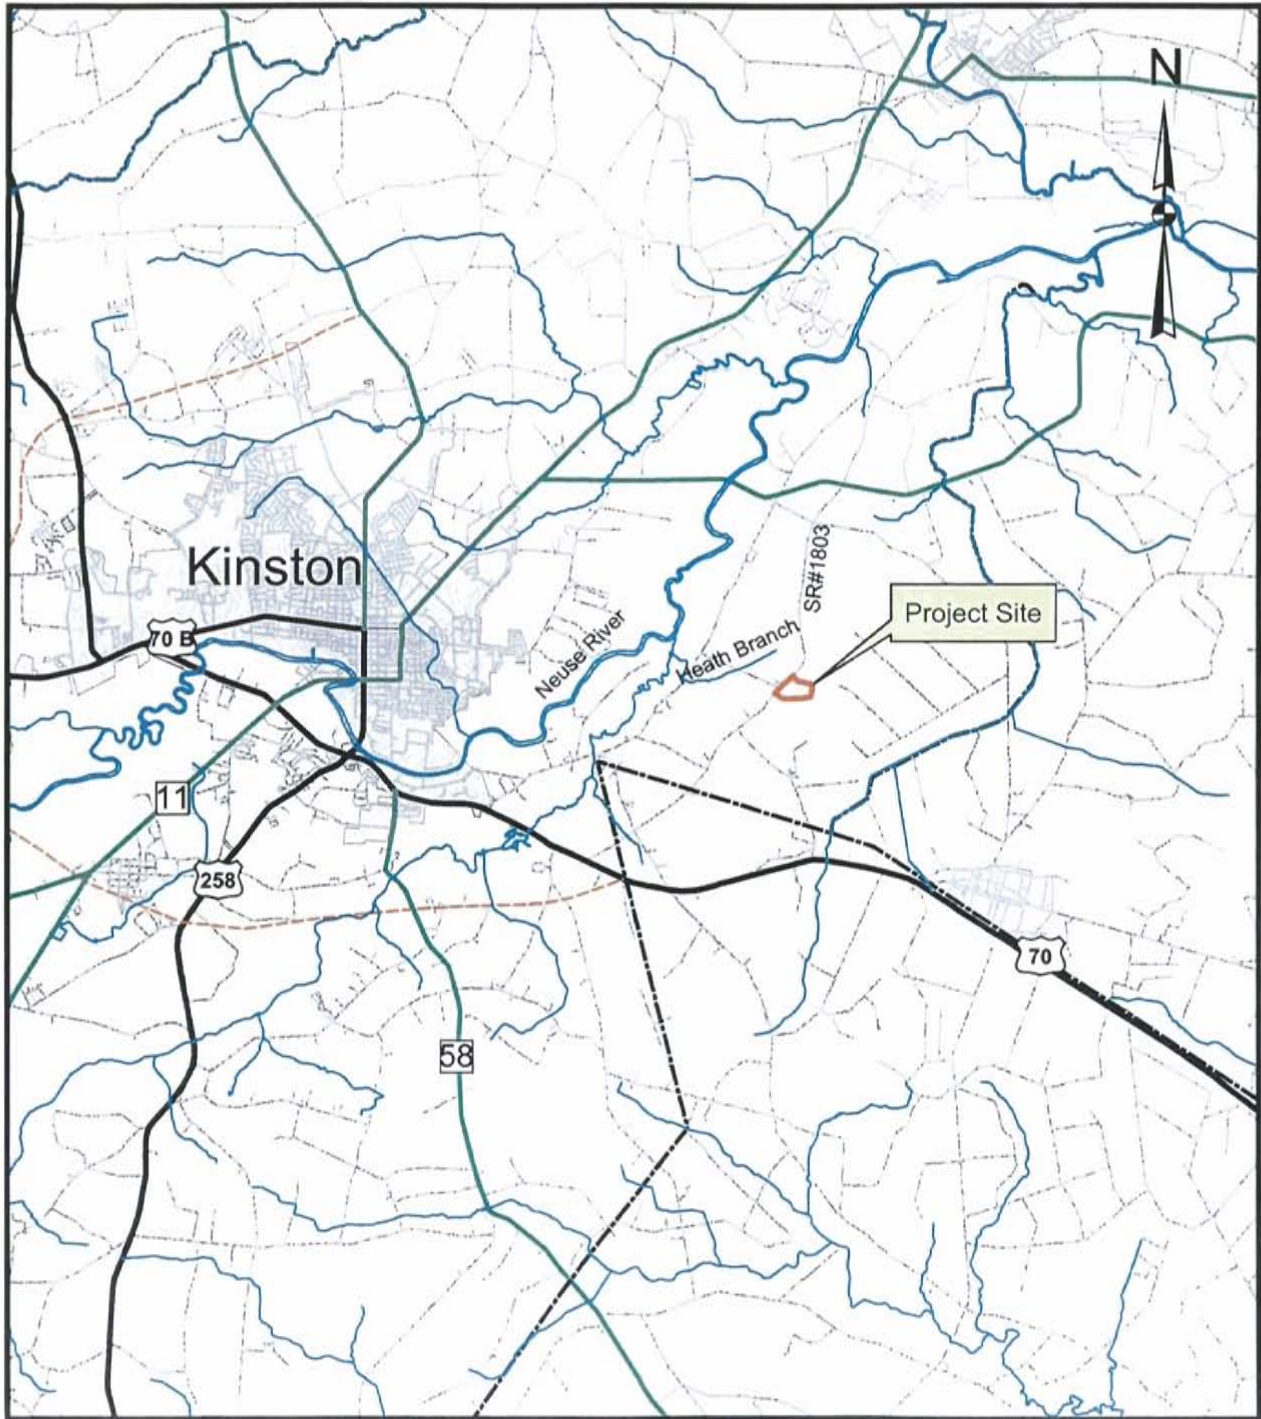 N
SR#1803
Kinston
Project Site
70 B
Neuse River
Heath Branch
11
258
70
58